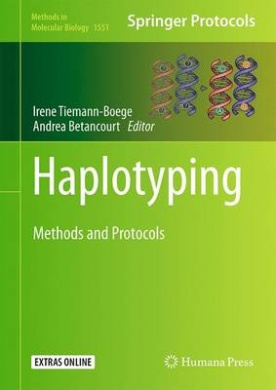 Methods in
Molecular Biology 1551
Springer Protocols
Irene Tiemann-Boege
Andrea Betancourt Editor
Haplotyping
Methods and Protocols
EXTRAS ONLINE
Humana Press